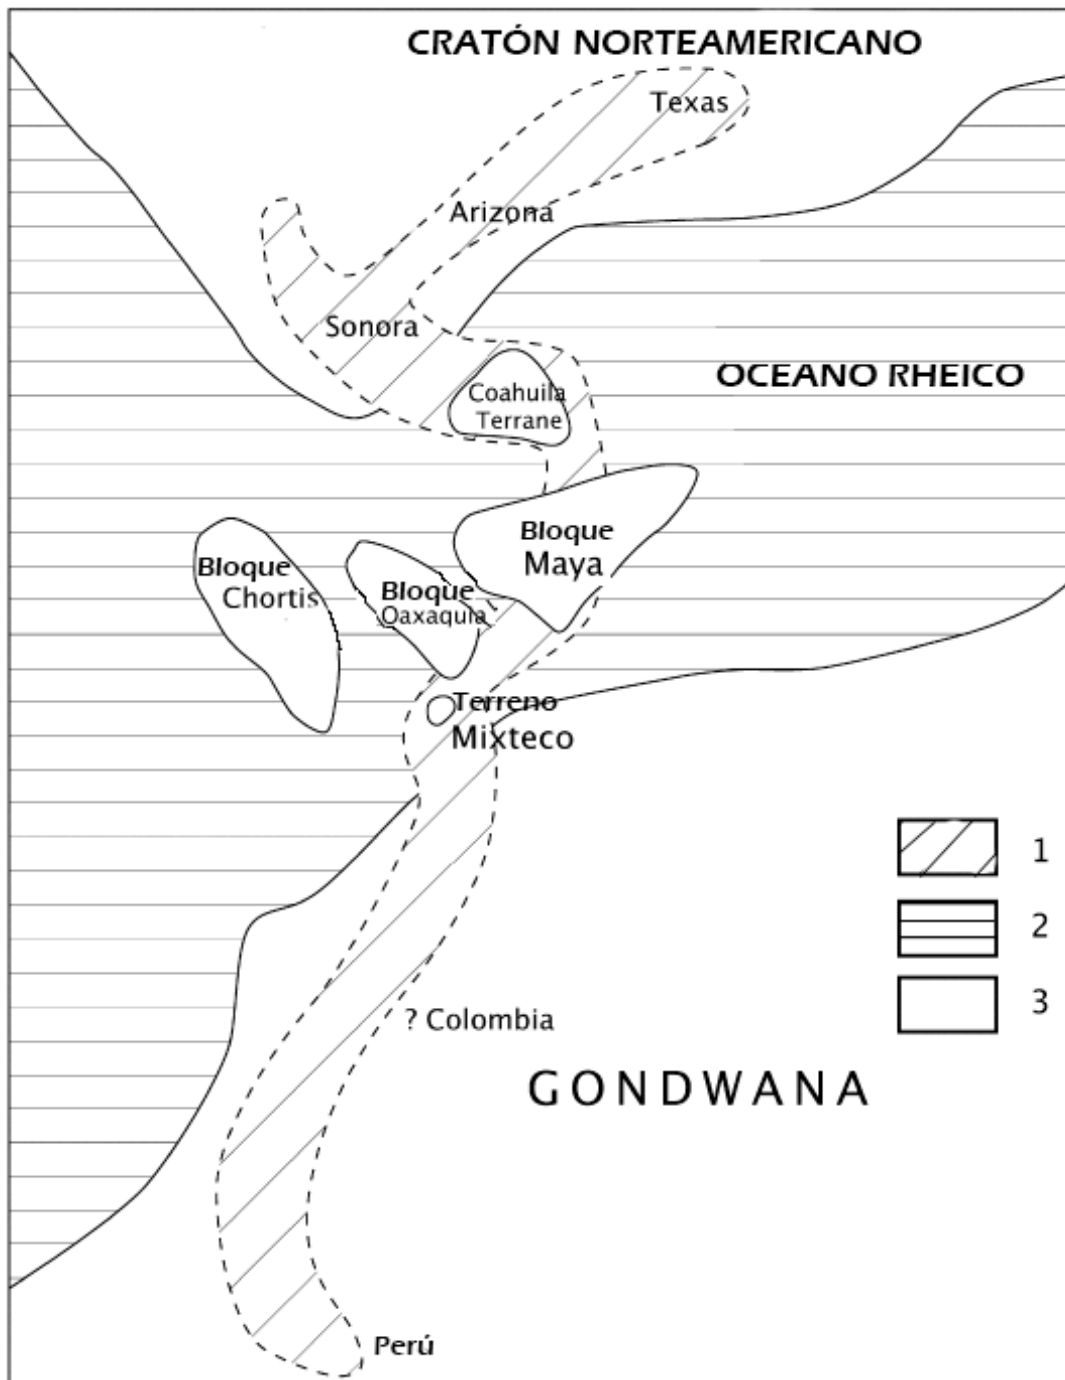 CRATÓN NORTEAMERICANO
Texas
Arizona
Sonora
OCEANO RHEICO
Coahuila
Terrane
Bloque
Maya
Bloque
Chortis
Bloque
Oaxaquia
Terreno
Mixteco
1
2
3
? Colombia
GONDWANA
Perú